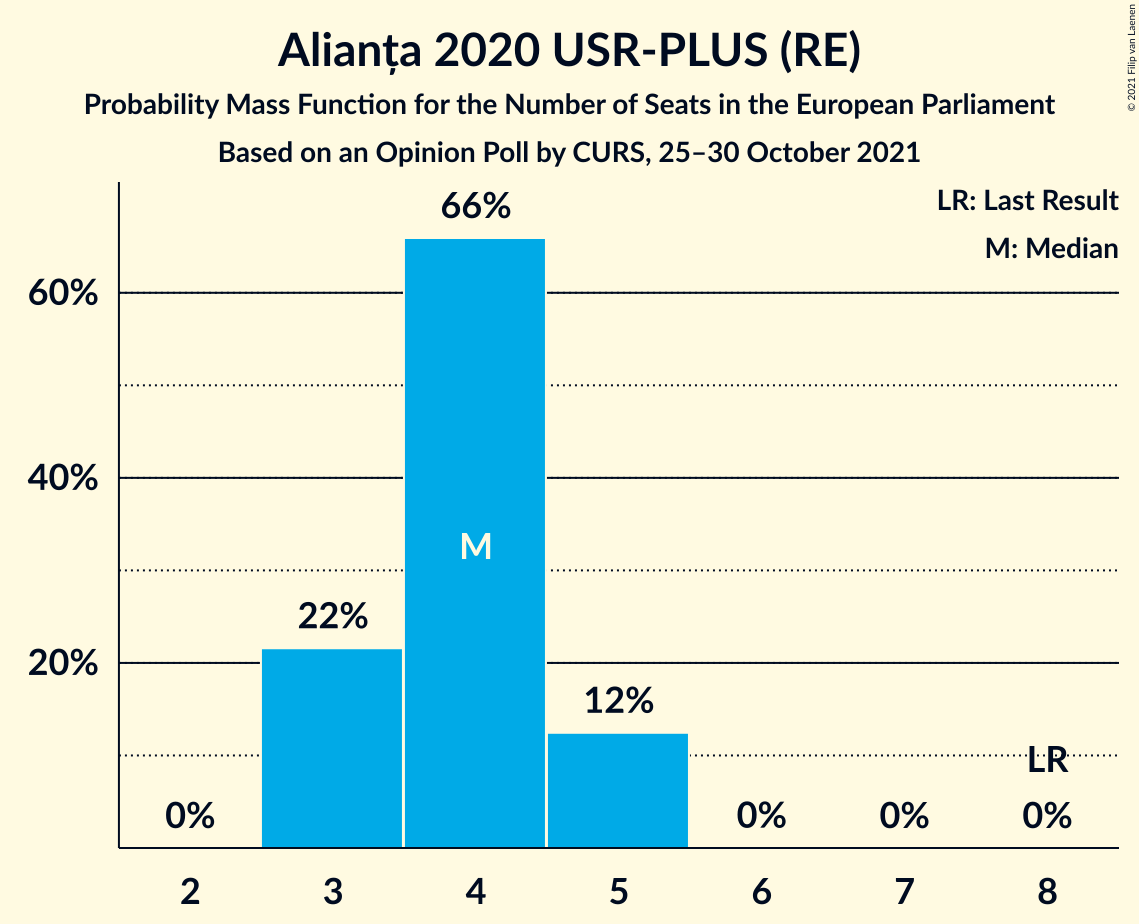 Alianța 2020 USR-PLUS (RE)
Probability Mass Function for the Number of Seats in the European Parliament
Based on an Opinion Poll by CURS, 25–30 October 2021
© 2021 Filip van Laenen
LR: Last Result
M: Median
66%
60%
40%
M
22%
20%
12%
LR
0%
0%
0%
0%
2
3
4
5
6
7
8